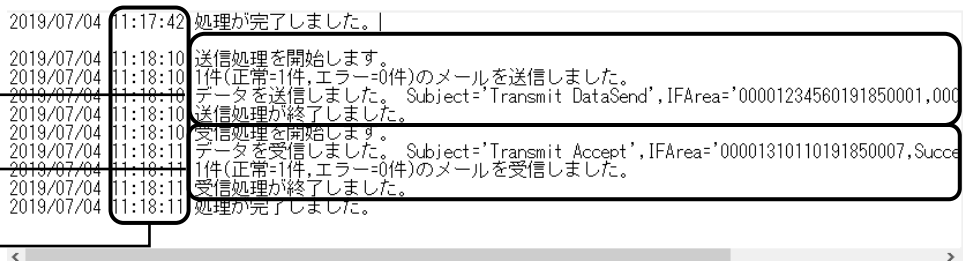 2019/07/04 11:17:42 処理が完了しました。
2019/07/04 11:18:10 送信処理を開始します。
2019/07/04 11:18:10 1件(正常=1件,エラー=0件)のメールを送信しました。
2019/07/04 11:18:10 データを送信しました。 Subject='Transmit DataSend',IFArea='00001234560191850001,000
2019/07/04 11:18:10 送信処理が終了しました。
2019/07/04 11:18:10 受信処理を開始します。
2019/07/04 11:18:11 データを受信しました。 Subject='Transmit Accept',IFArea='00001310110191850007,Succe
2019/07/04 11:18:11 1件(正常=1件,エラー=0件)のメールを受信しました。
2019/07/04 11:18:11 受信処理が終了しました。
2019/07/04 11:18:11 処理が完了しました。